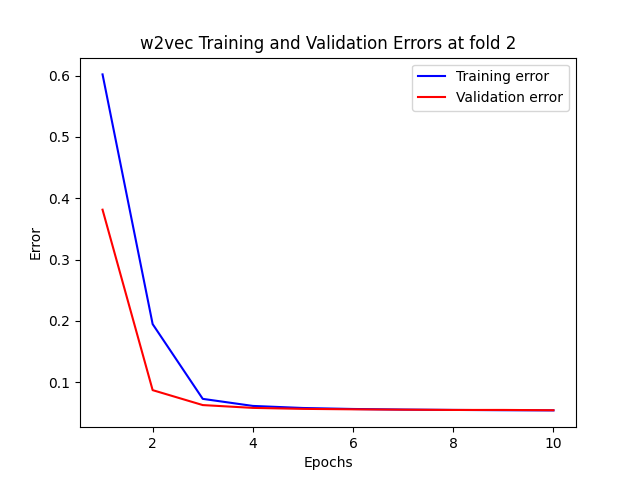 w2vec Training and Validation Errors at fold 2
Training error
Validation error
0.6
0.5
0.4
0.3
0.2
0.1
Error
2
4
6
8
10
Epochs